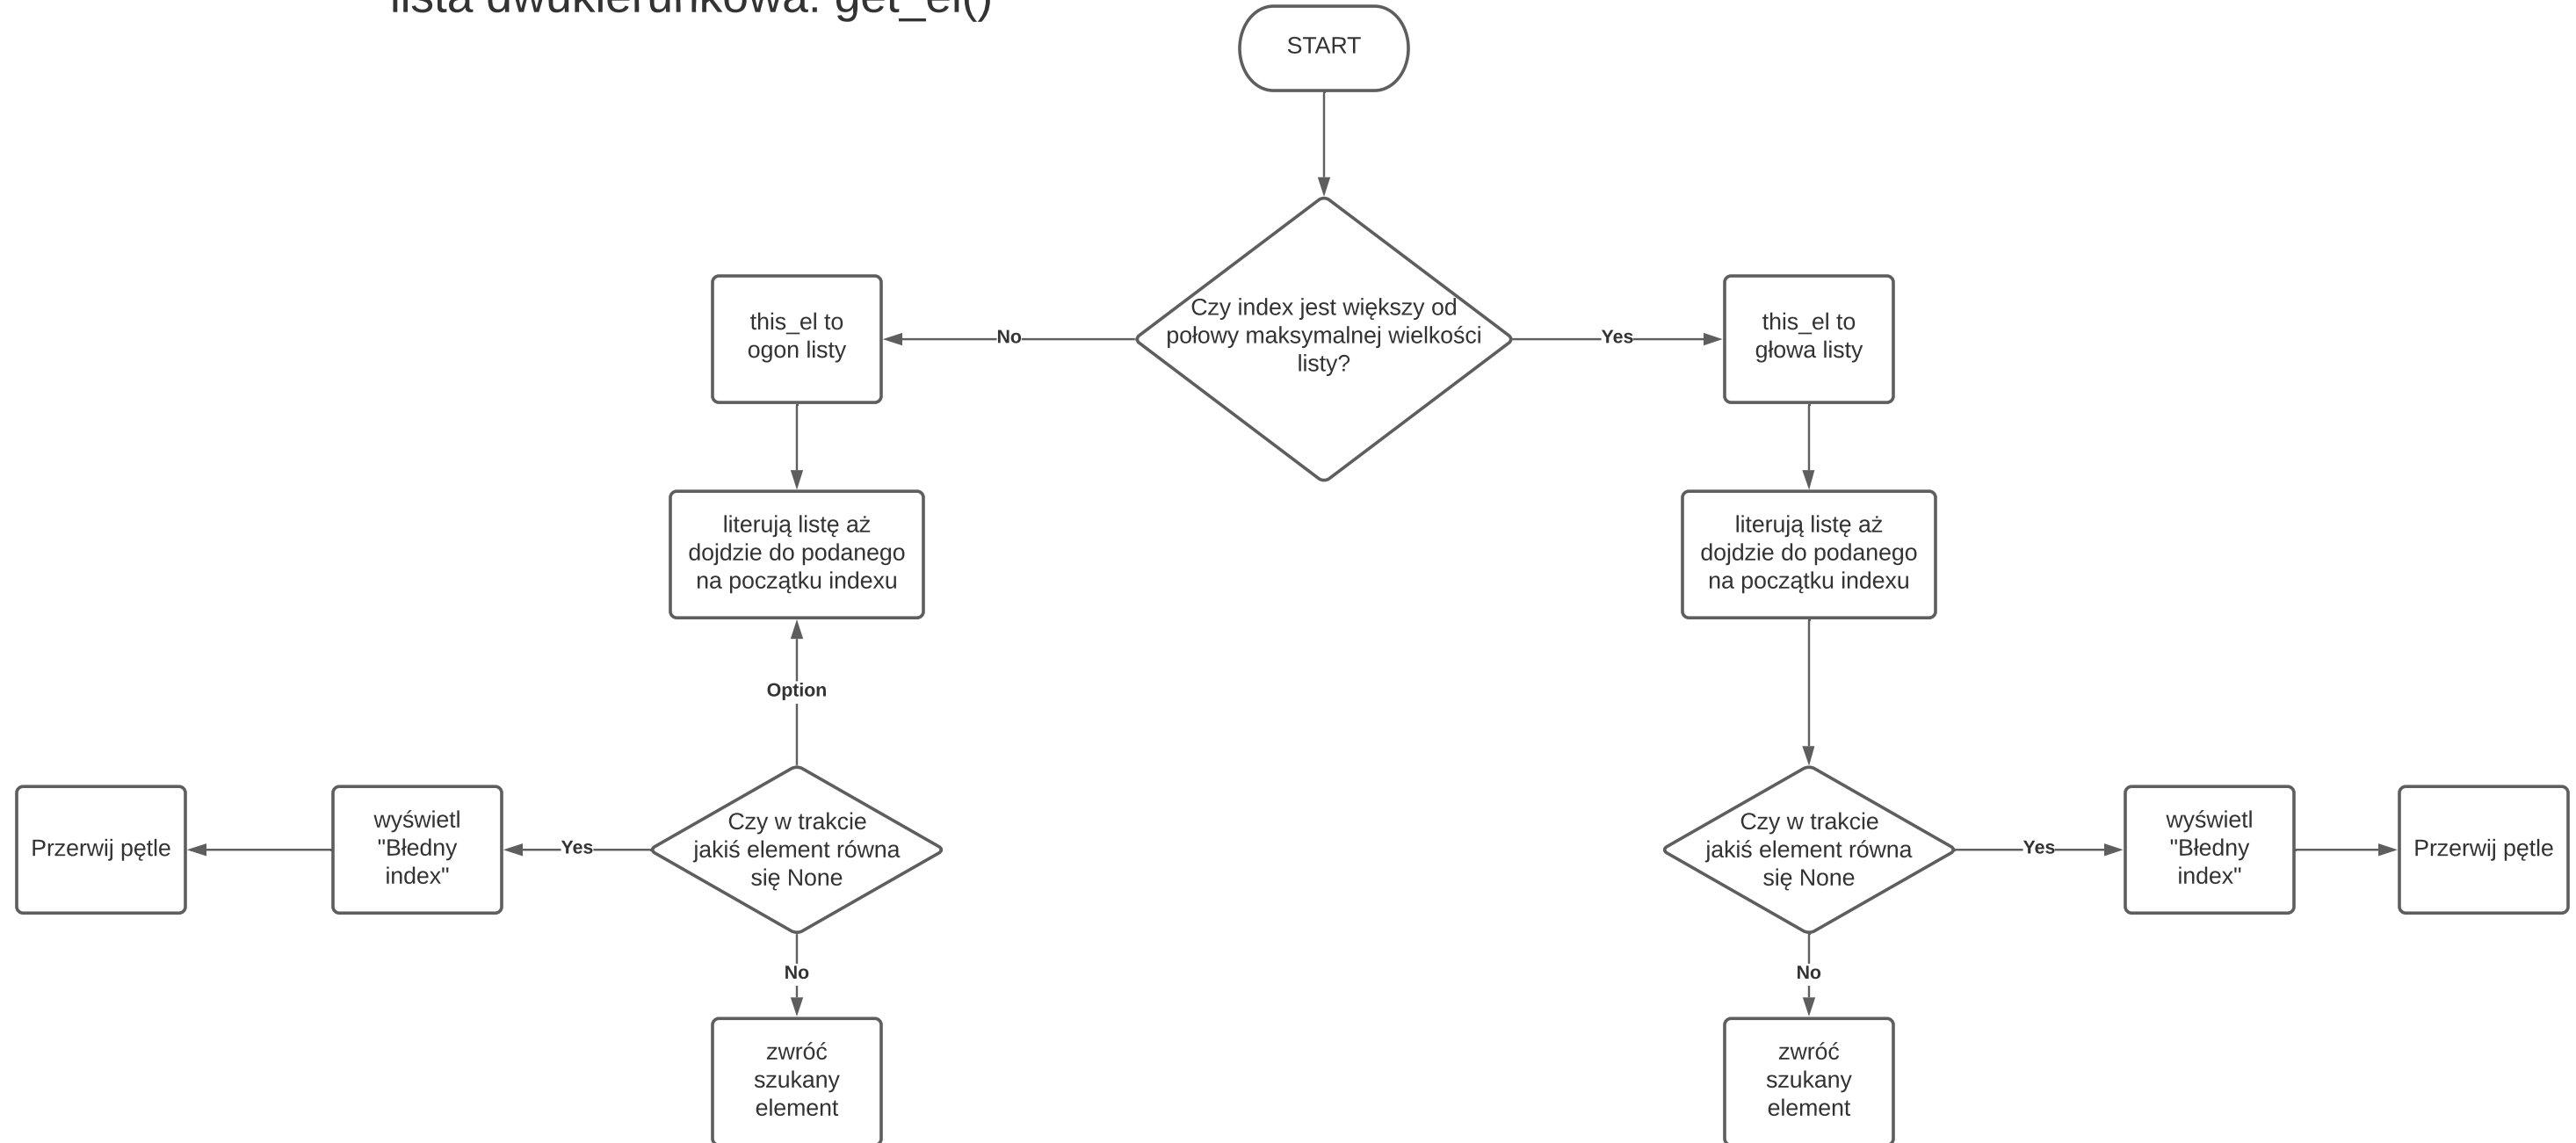 lista dwukierunkowa: get_el()
START
Czy index jest większy od
połowy maksymalnej wielkości
listy?
No
Yes
this_el to
ogon listy
this_el to
głowa listy
literują listę aż
dojdzie do podanego
na początku indexu
literują listę aż
dojdzie do podanego
na początku indexu
Option
Przerwij pętle
wyświetl
"Błedny
index"
Yes
Czy w trakcie
jakiś element równa
się None
Czy w trakcie
jakiś element równa
się None
Yes
wyświetl
"Błedny
index"
Przerwij pętle
No
No
zwróć
szukany
element
zwróć
szukany
element